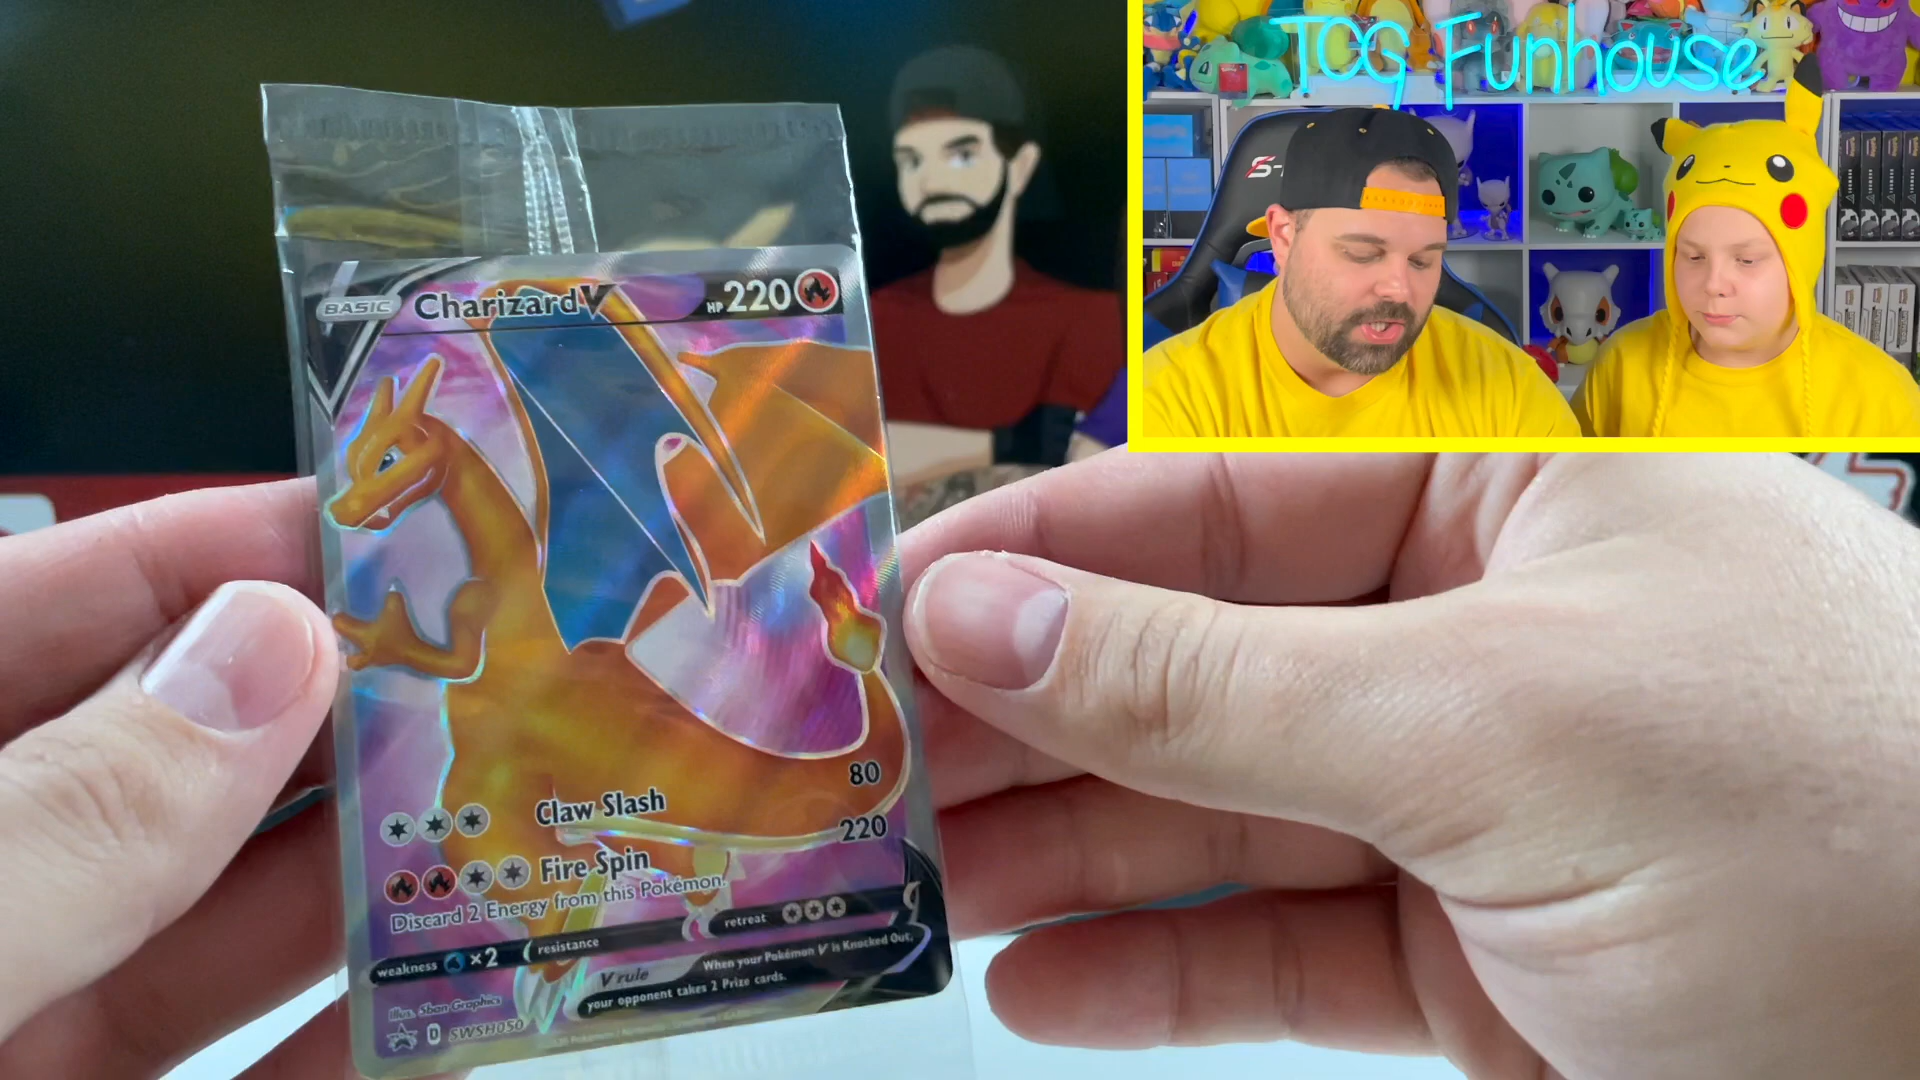 TCG Funhouse
BASIC Charizard V HP 220
Claw Slash 80
Fire Spin 220
Discard 2 Energy from this Pokémon.
weakness ×2 resistance retreat
V rule When your Pokémon V is Knocked Out,
your opponent takes 2 Prize cards.
Illus. 5ban Graphics
D SWSH050